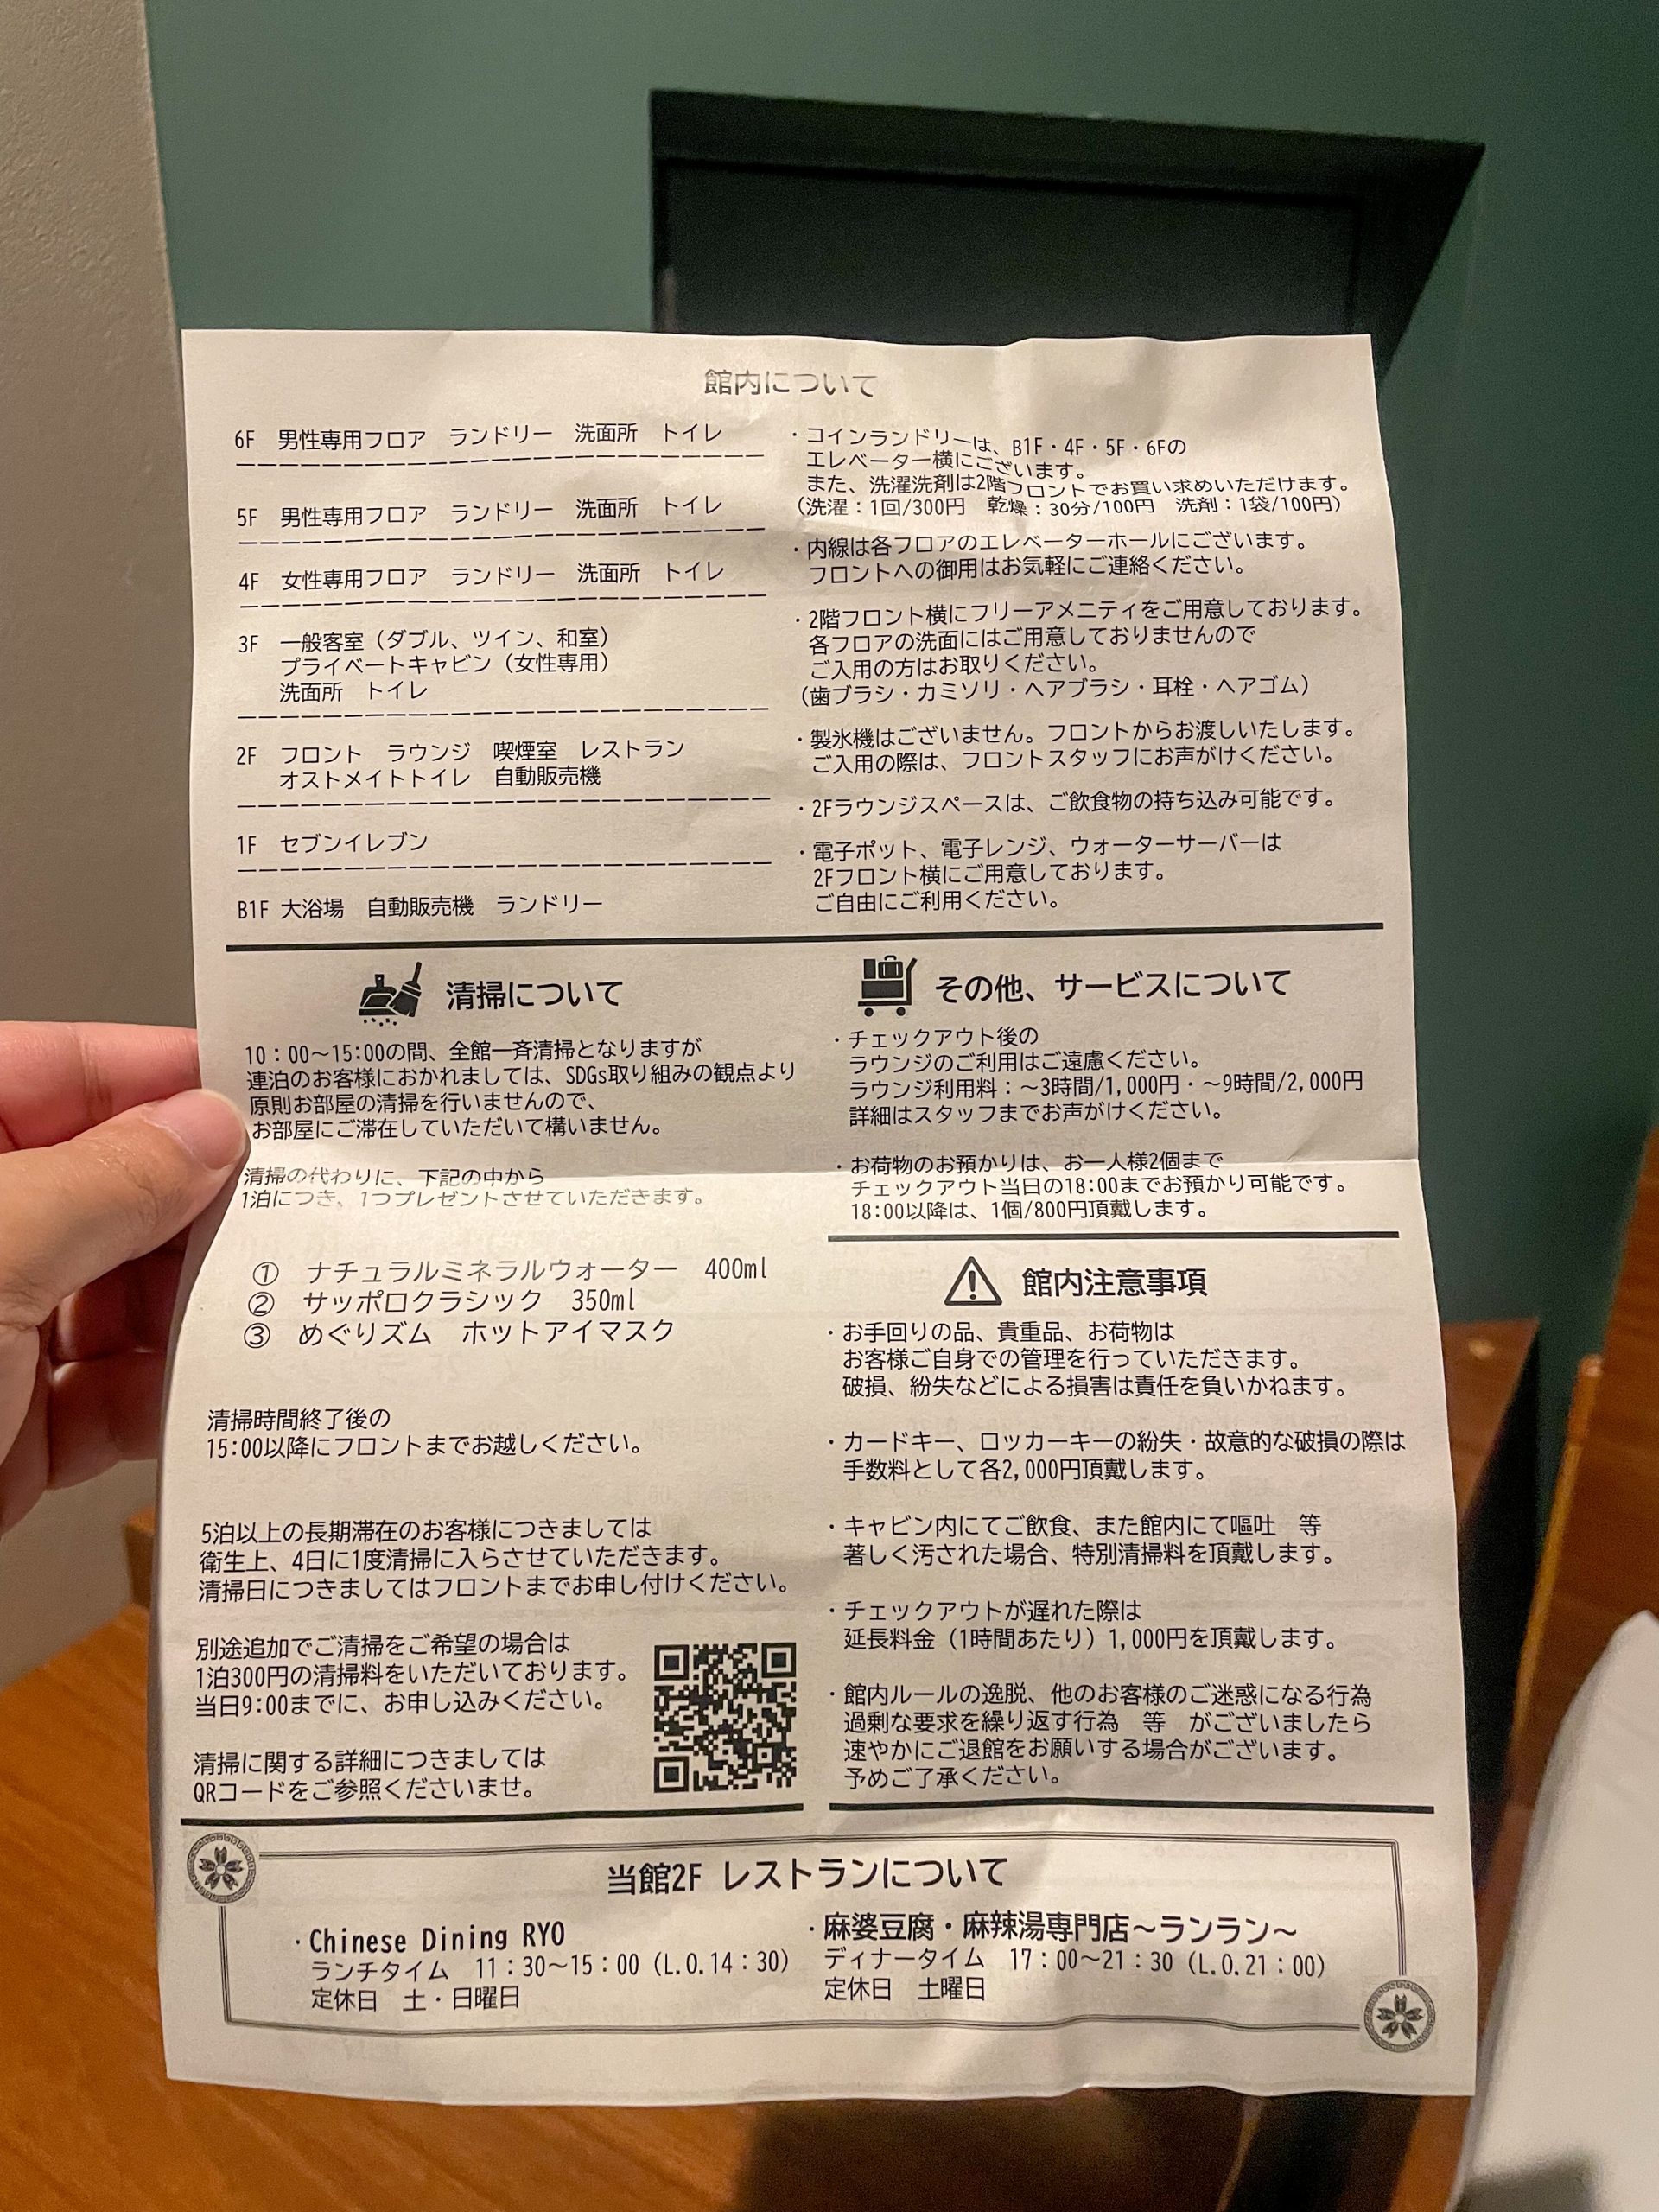 館内について
6F 男性専用フロア ランドリー 洗面所 トイレ
5F 男性専用フロア ランドリー 洗面所 トイレ
4F 女性専用フロア ランドリー 洗面所 トイレ
3F 一般客室（ダブル、ツイン、和室）
プライベートキャビン（女性専用）
洗面所 トイレ
2F フロント ラウンジ 喫煙室 レストラン
オストメイトトイレ 自動販売機
1F セブンイレブン
B1F 大浴場 自動販売機 ランドリー
・コインランドリーは、B1F・4F・5F・6Fの
エレベーター横にございます。
また、洗濯洗剤は2階フロントでお買い求めいただけます。
（洗濯：1回/300円 乾燥：30分/100円 洗剤：1袋/100円）
・内線は各フロアのエレベーターホールにございます。
フロントへの御用はお気軽にご連絡ください。
・2階フロント横にフリーアメニティをご用意しております。
各フロアの洗面にはご用意しておりませんので
ご入用の方はお取りください。
（歯ブラシ・カミソリ・ヘアブラシ・耳栓・ヘアゴム）
・製氷機はございません。フロントからお渡しいたします。
ご入用の際は、フロントスタッフにお声がけください。
・2Fラウンジスペースは、ご飲食物の持ち込み可能です。
・電子ポット、電子レンジ、ウォーターサーバーは
2Fフロント横にご用意しております。
ご自由にご利用ください。
清掃について
10：00～15:00の間、全館一斉清掃となりますが
連泊のお客様におかれましては、SDGs取り組みの観点より
原則お部屋の清掃を行いませんので、
お部屋にご滞在していただいて構いません。
清掃の代わりに、下記の中から
1泊につき、1つプレゼントさせていただきます。
① ナチュラルミネラルウォーター 400ml
② サッポロクラシック 350ml
③ めぐりズム ホットアイマスク
清掃時間終了後の
15:00以降にフロントまでお越しください。
5泊以上の長期滞在のお客様につきましては
衛生上、4日に1度清掃に入らさせていただきます。
清掃日につきましてはフロントまでお申し付けください。
別途追加でご清掃をご希望の場合は
1泊300円の清掃料をいただいております。
当日9:00までに、お申し込みください。
清掃に関する詳細につきましては
QRコードをご参照くださいませ。
その他、サービスについて
・チェックアウト後の
ラウンジのご利用はご遠慮ください。
ラウンジ利用料：～3時間/1,000円・～9時間/2,000円
詳細はスタッフまでお声がけください。
・お荷物のお預かりは、お一人様2個まで
チェックアウト当日の18:00までお預かり可能です。
18:00以降は、1個/800円頂戴します。
館内注意事項
・お手回りの品、貴重品、お荷物は
お客様ご自身での管理を行っていただきます。
破損、紛失などによる損害は責任を負いかねます。
・カードキー、ロッカーキーの紛失・故意的な破損の際は
手数料として各2,000円頂戴します。
・キャビン内にてご飲食、また館内にて嘔吐 等
著しく汚された場合、特別清掃料を頂戴します。
・チェックアウトが遅れた際は
延長料金（1時間あたり）1,000円を頂戴します。
・館内ルールの逸脱、他のお客様のご迷惑になる行為
過剰な要求を繰り返す行為 等 がございましたら
速やかにご退館をお願いする場合がございます。
予めご了承ください。
当館2F レストランについて
・Chinese Dining RYO
ランチタイム 11：30～15：00（L.O.14：30）
定休日 土・日曜日
・麻婆豆腐・麻辣湯専門店～ランラン～
ディナータイム 17：00～21：30（L.O.21：00）
定休日 土曜日